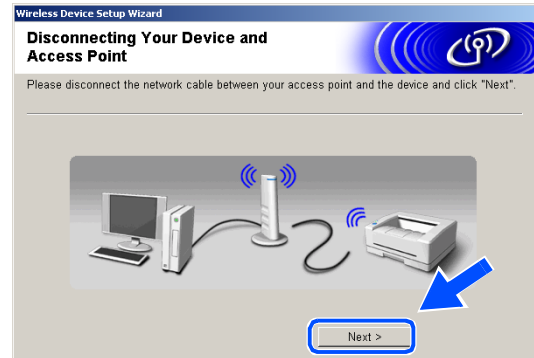 Wireless Device Setup Wizard
Disconnecting Your Device and
Access Point
Please disconnect the network cable between your access point and the device and click "Next".
Next >